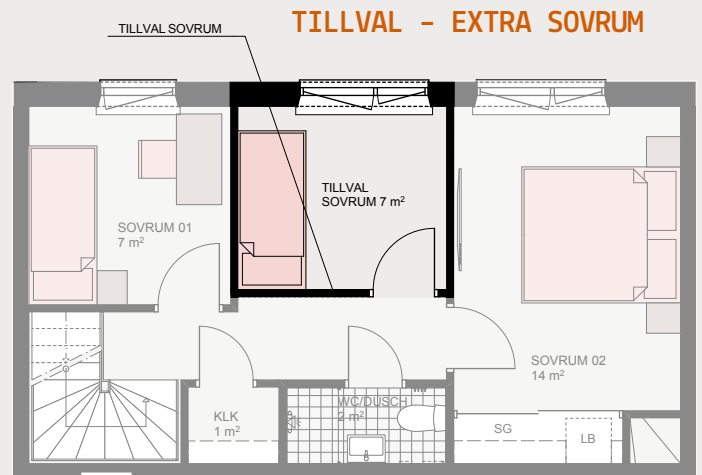 TILLVAL - EXTRA SOVRUM
TILLVAL SOVRUM
TILLVAL
SOVRUM 7 m²
SOVRUM 01
7 m²
SOVRUM 02
14 m²
WC/DUSCH
2 m²
KLK
1 m²
SG
LB